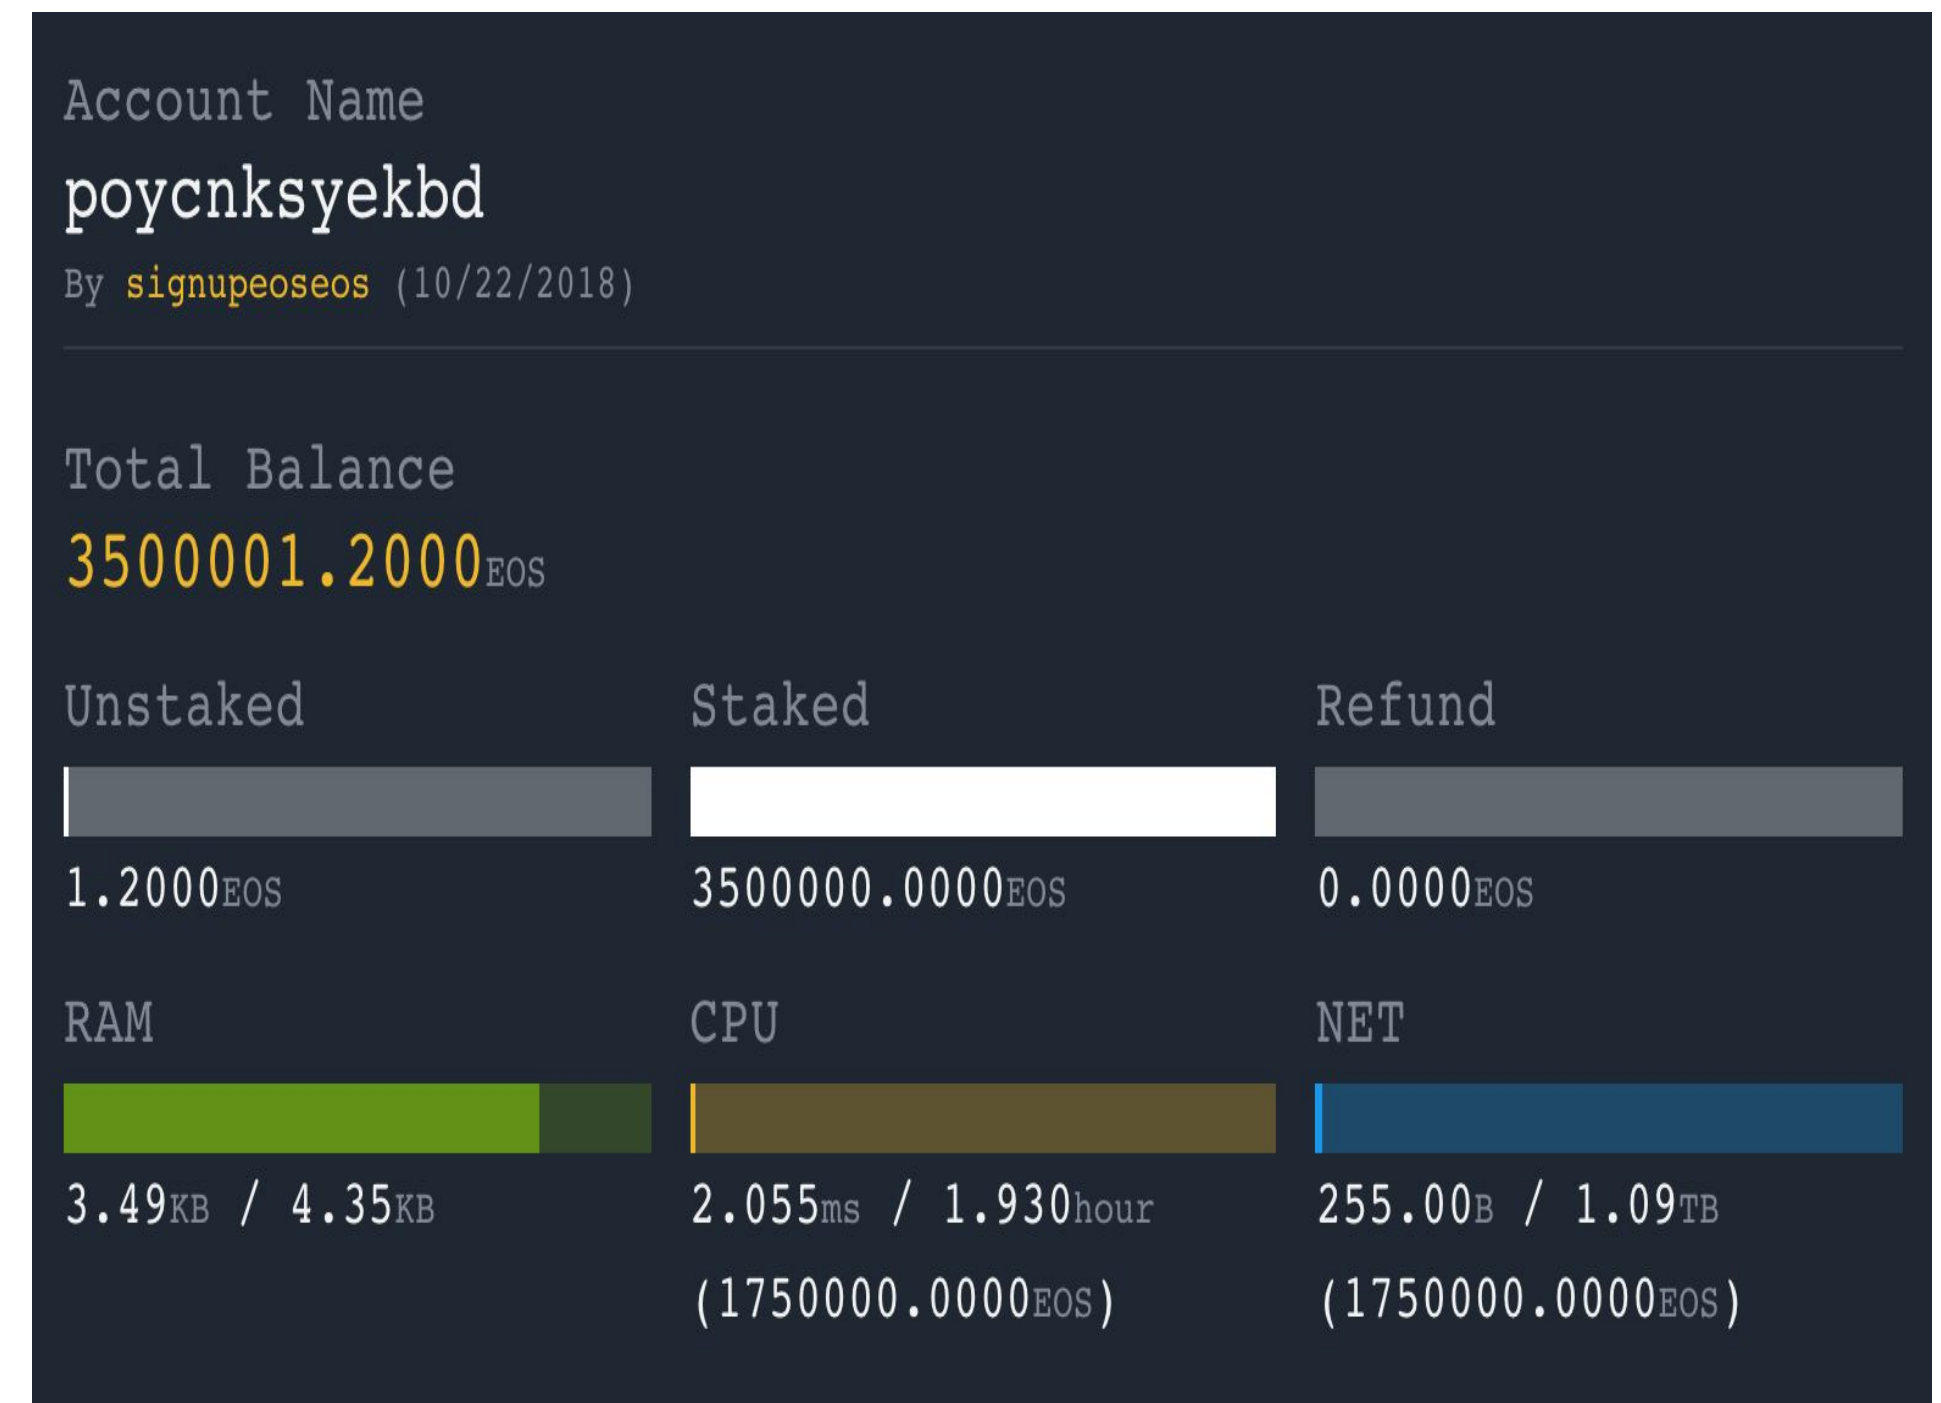 Account Name
poycnksyekbd
By signupeoseos (10/22/2018)
Total Balance
3500001.2000EOS
Unstaked Staked Refund
1.2000EOS 3500000.0000EOS 0.0000EOS
RAM CPU NET
3.49KB / 4.35KB 2.055ms / 1.930hour 255.00B / 1.09TB
(1750000.0000EOS) (1750000.0000EOS)